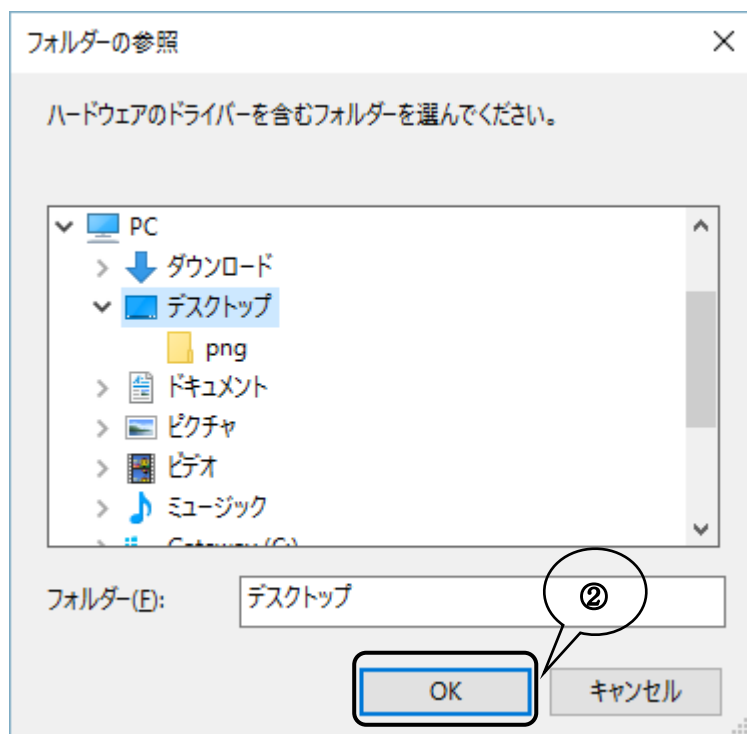 フォルダーの参照
ハードウェアのドライバーを含むフォルダーを選んでください。
PC
ダウンロード
デスクトップ
png
ドキュメント
ピクチャ
ビデオ
ミュージック
Gateway (C:)
フォルダー(F): デスクトップ
②
OK キャンセル